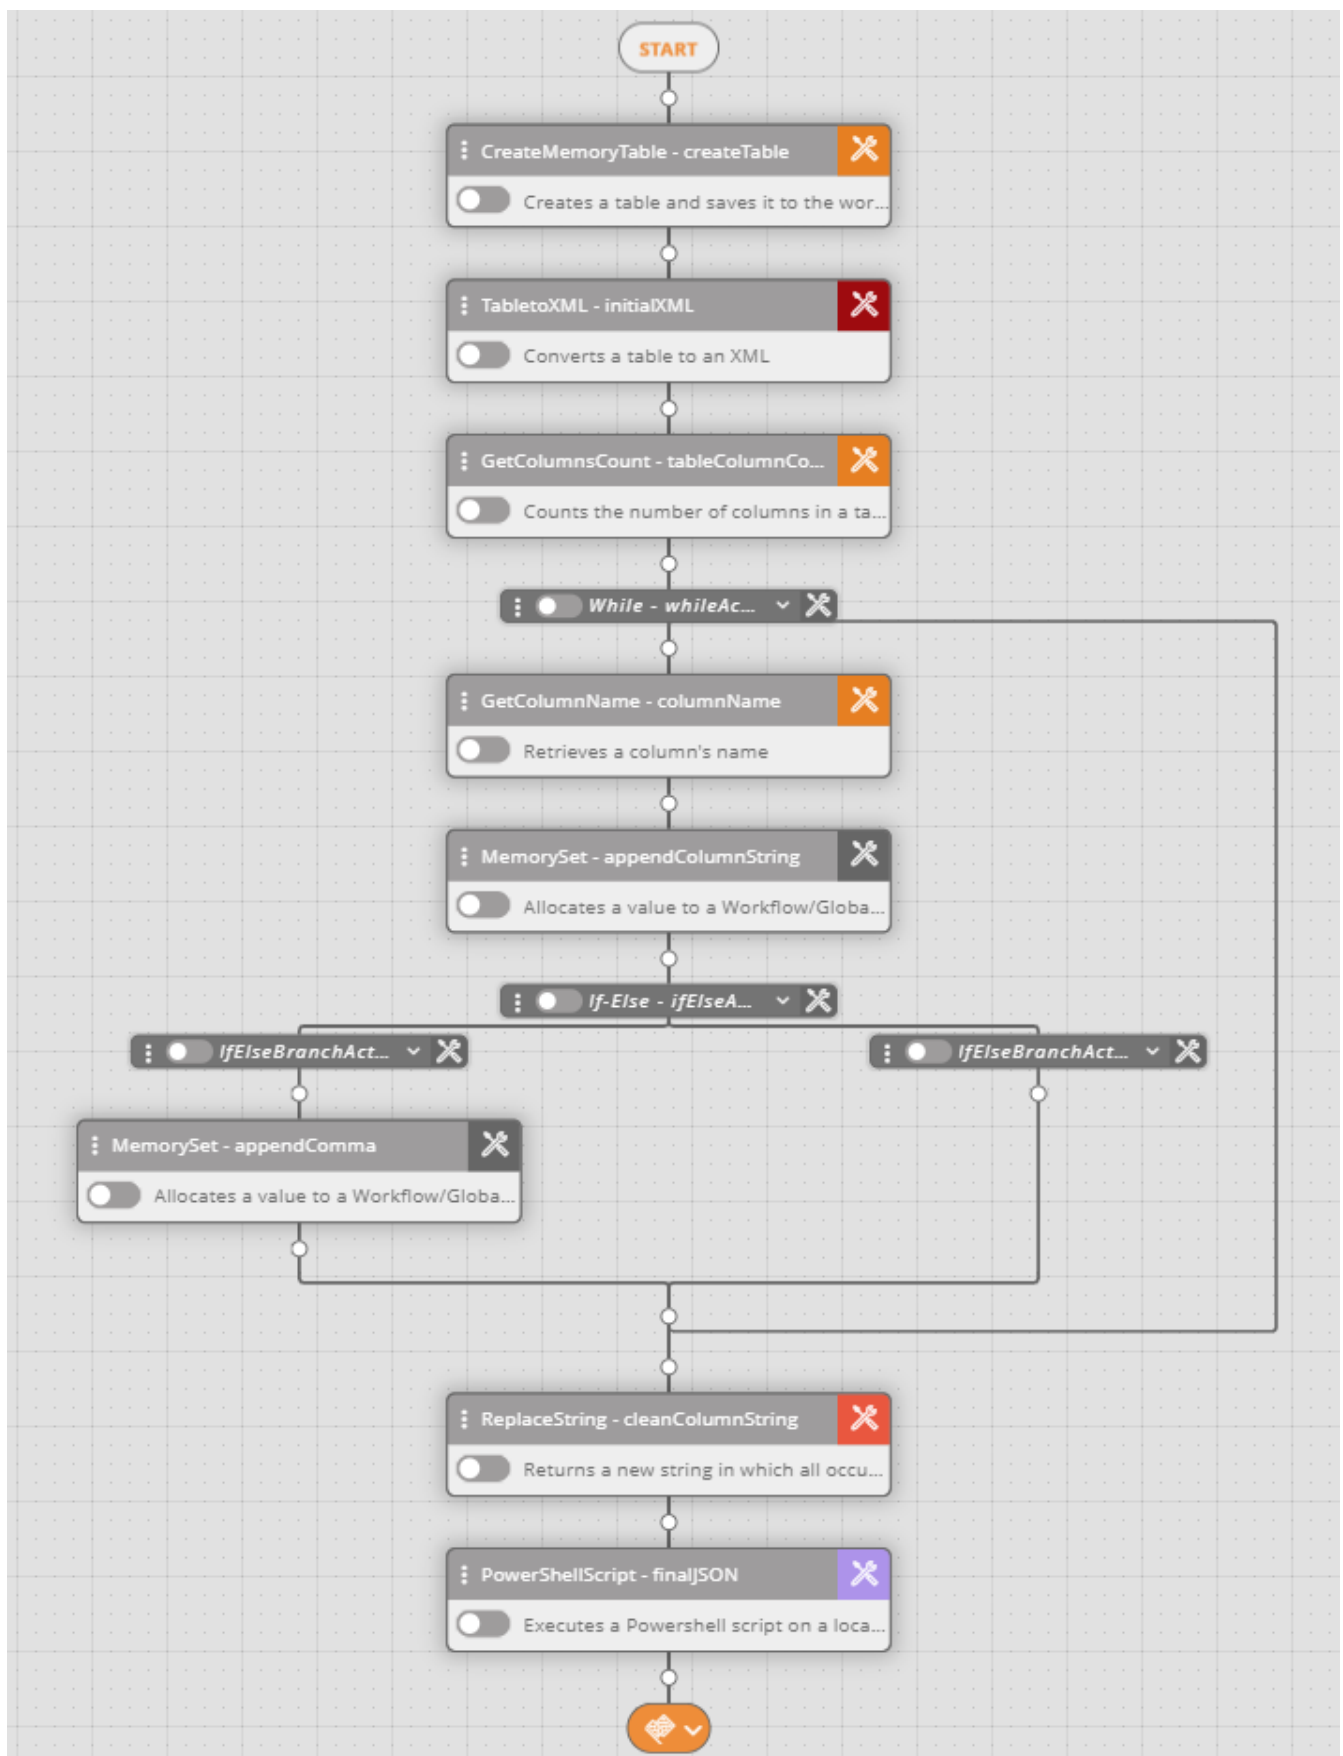 START
CreateMemoryTable - createTable
Creates a table and saves it to the wor...
TabletoXML - initialXML
Converts a table to an XML
GetColumnsCount - tableColumnCo...
Counts the number of columns in a ta...
While - whileAc...
GetColumnName - columnName
Retrieves a column's name
MemorySet - appendColumnString
Allocates a value to a Workflow/Globa...
If-Else - ifElseA...
IfElseBranchAct...
IfElseBranchAct...
MemorySet - appendComma
Allocates a value to a Workflow/Globa...
ReplaceString - cleanColumnString
Returns a new string in which all occu...
PowerShellScript - finalJSON
Executes a Powershell script on a loca...